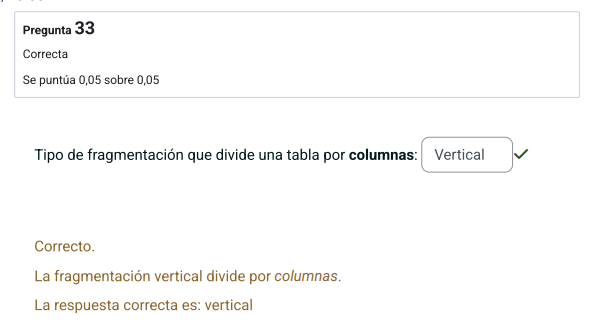 Pregunta 33
Correcta
Se puntúa 0,05 sobre 0,05
Tipo de fragmentación que divide una tabla por columnas: Vertical
Correcto.
La fragmentación vertical divide por columnas.
La respuesta correcta es: vertical